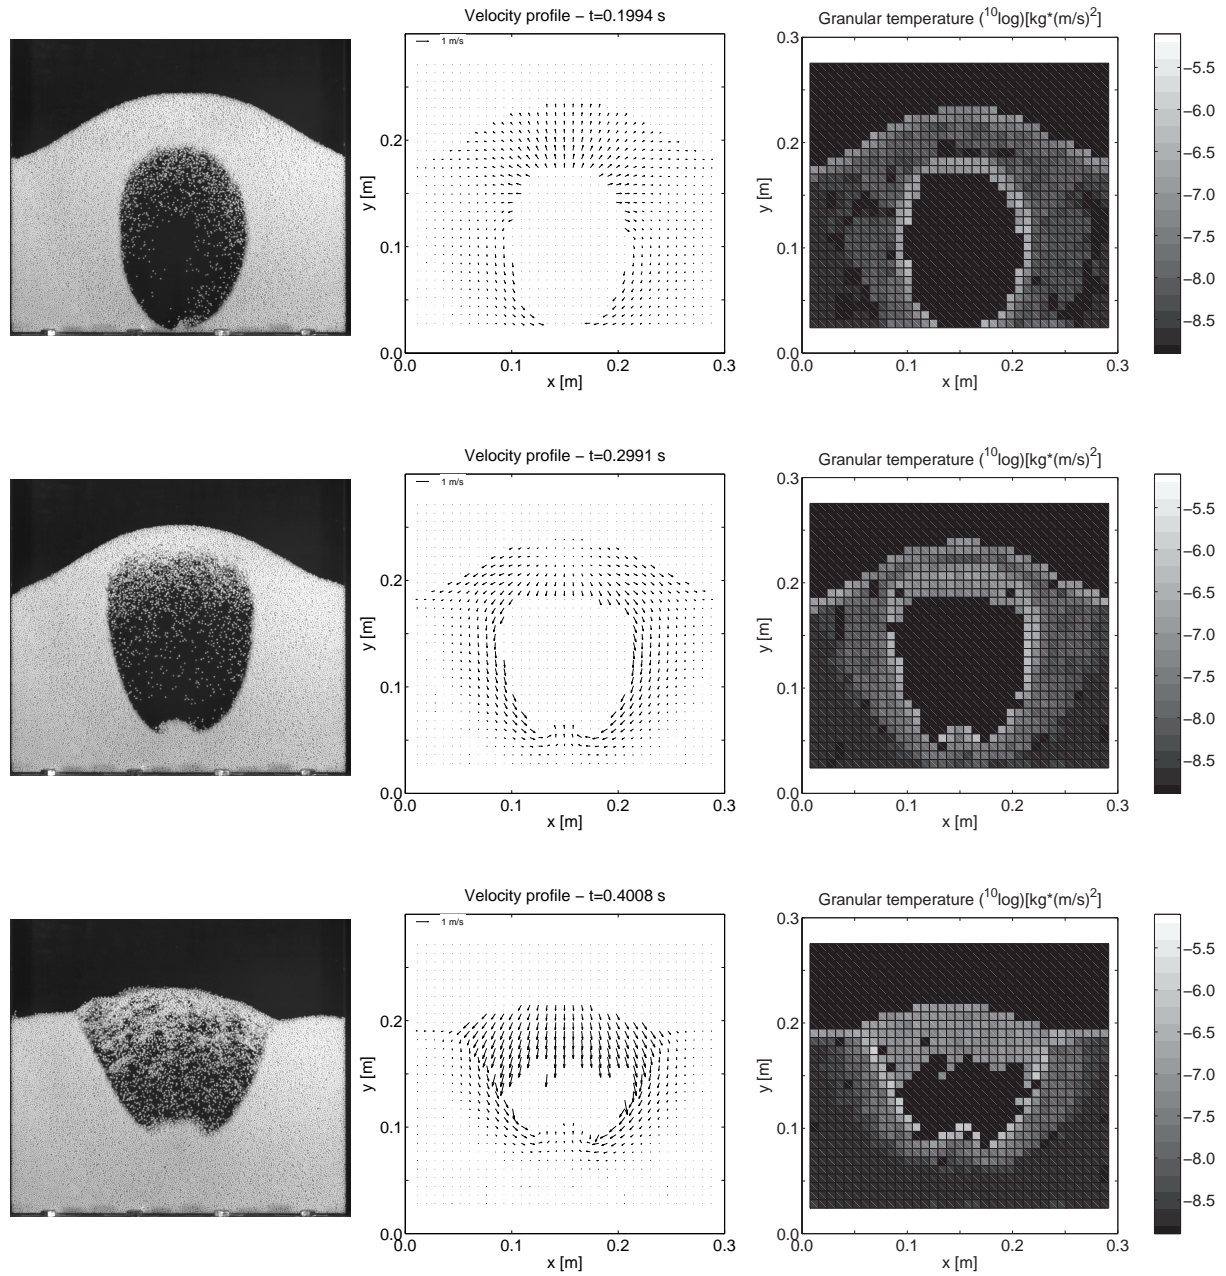 Velocity profile – t=0.1994 s
1 m/s
y [m]
0.2
0.1
0.0
0.0 0.1 0.2 0.3
x [m]
Granular temperature (¹⁰log)[kg*(m/s)²]
0.3
0.2
y [m]
0.1
0.0
0 0.1 0.2 0.3
x [m]
–5.5
–6.0
–6.5
–7.0
–7.5
–8.0
–8.5
Velocity profile – t=0.2991 s
1 m/s
0.2
y [m]
0.1
0.0
0.0 0.1 0.2 0.3
x [m]
Granular temperature (¹⁰log)[kg*(m/s)²]
0.3
0.2
y [m]
0.1
0.0
0 0.1 0.2 0.3
x [m]
–5.5
–6.0
–6.5
–7.0
–7.5
–8.0
–8.5
Velocity profile – t=0.4008 s
1 m/s
0.2
y [m]
0.1
0.0
0.0 0.1 0.2 0.3
x [m]
Granular temperature (¹⁰log)[kg*(m/s)²]
0.3
0.2
y [m]
0.1
0.0
0.0 0.1 0.2 0.3
x [m]
–5.5
–6.0
–6.5
–7.0
–7.5
–8.0
–8.5